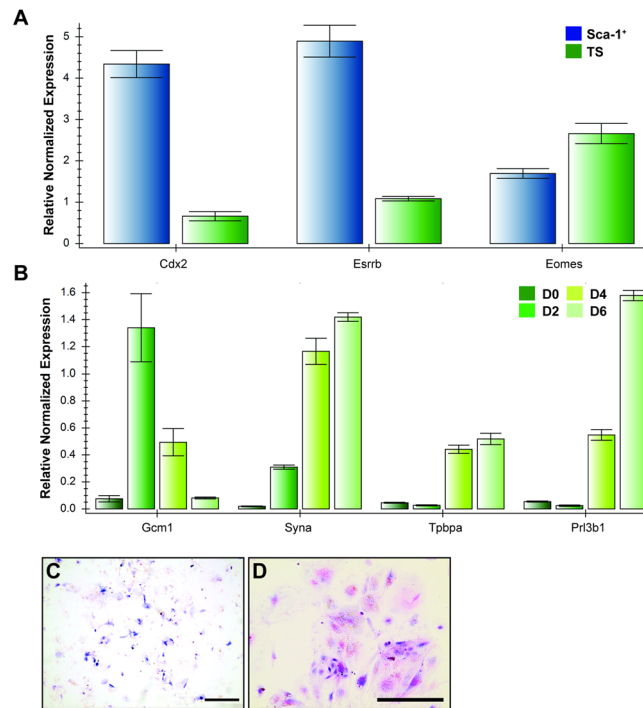 A
Relative Normalized Expression
5
4
3
2
1
0
Sca-1⁺
TS
Cdx2 Esrrb Eomes
B
Relative Normalized Expression
1.6
1.4
1.2
1.0
0.8
0.6
0.4
0.2
0.0
D0 D4
D2 D6
Gcm1 Syna Tpbpa Prl3b1
C D